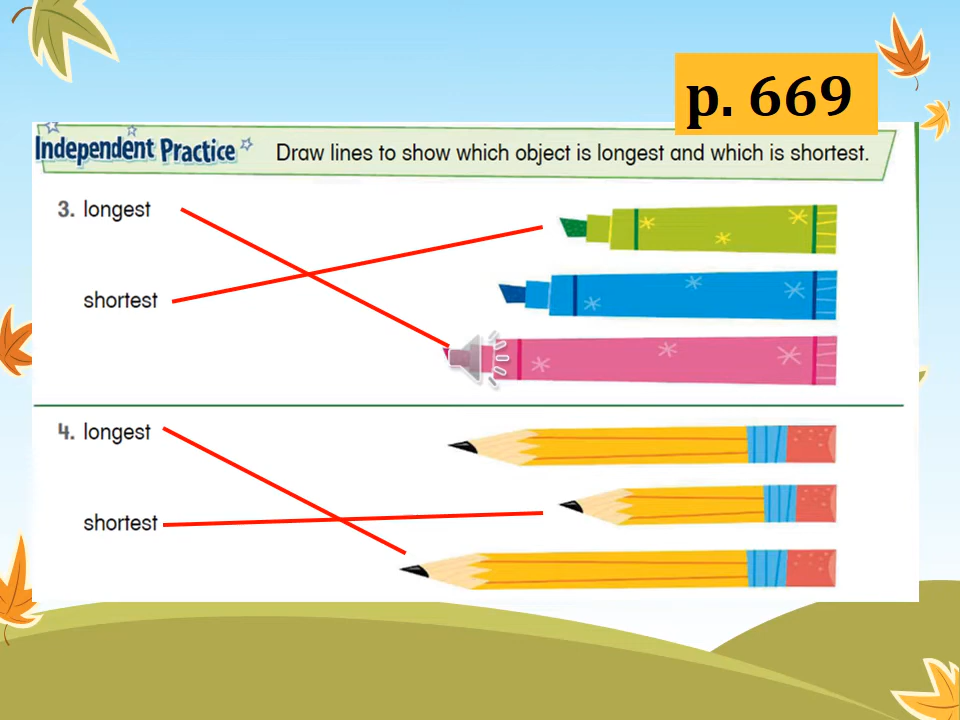 p. 669
Independent Practice Draw lines to show which object is longest and which is shortest.
3. longest
shortest
4. longest
shortest